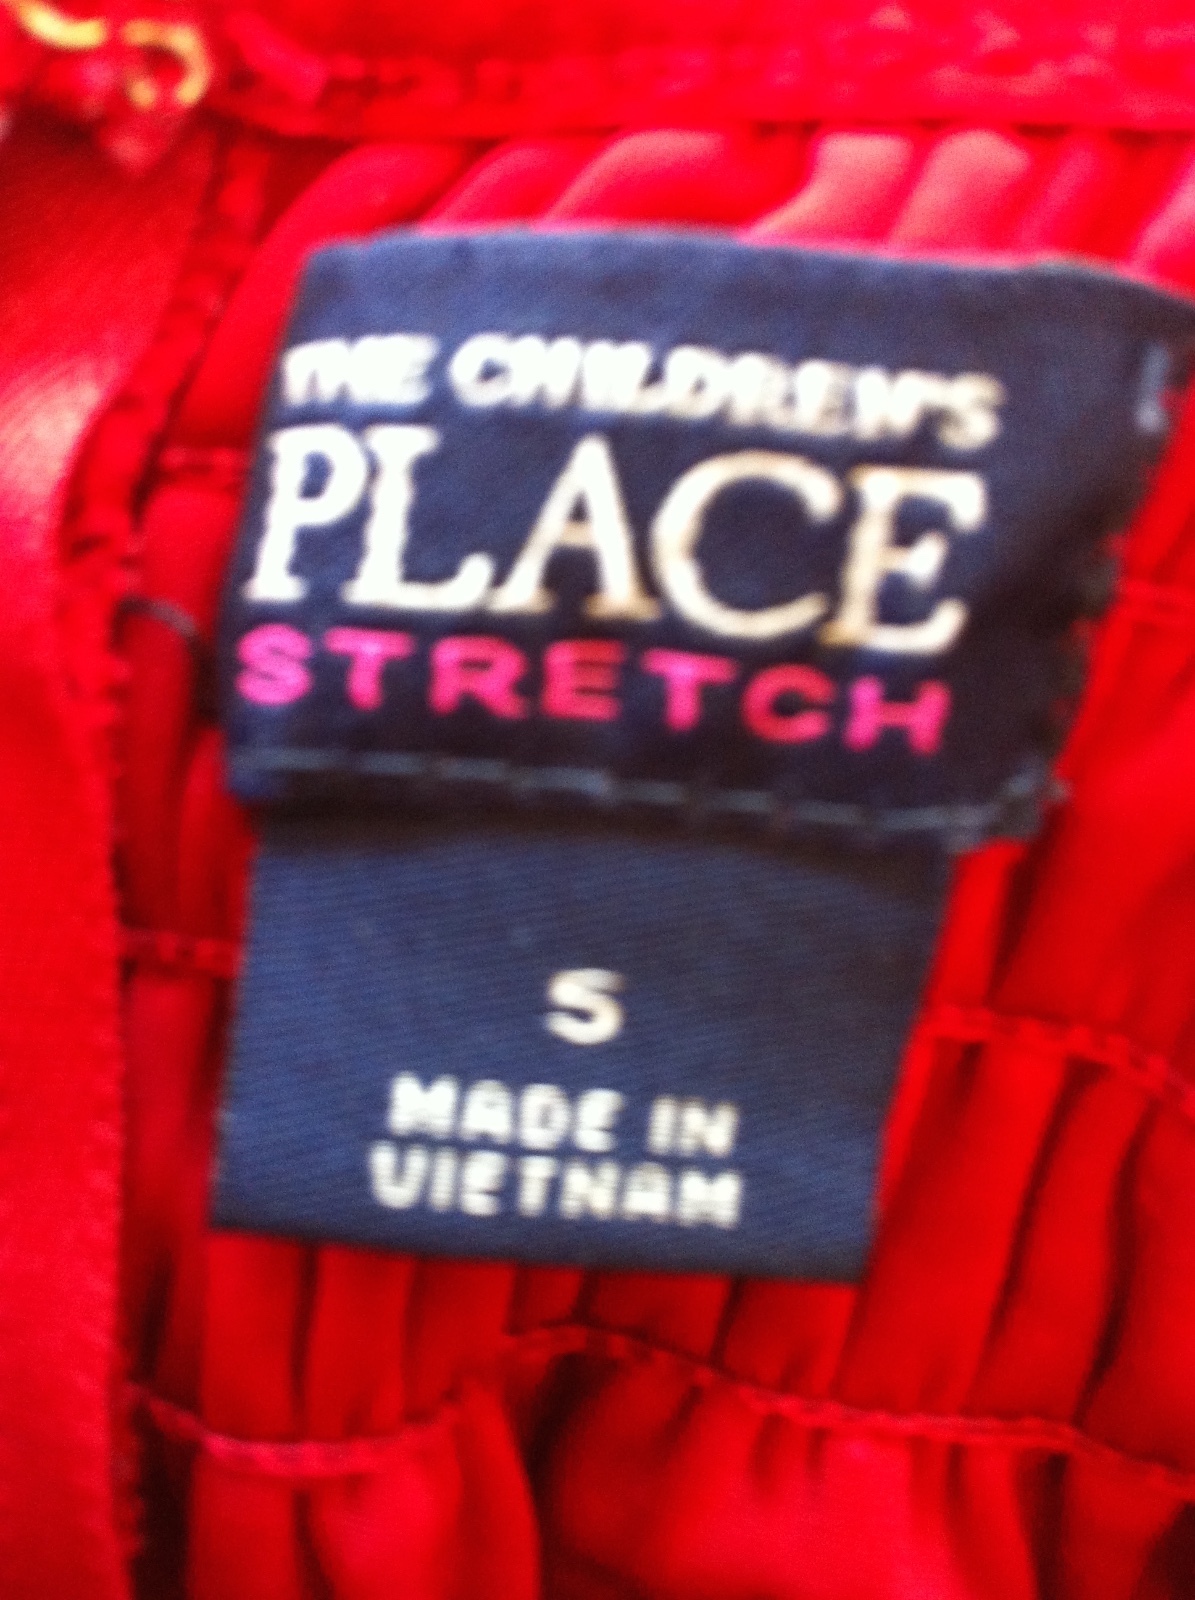 THE CHILDREN'S
PLACE
STRETCH
S
MADE IN
VIETNAM